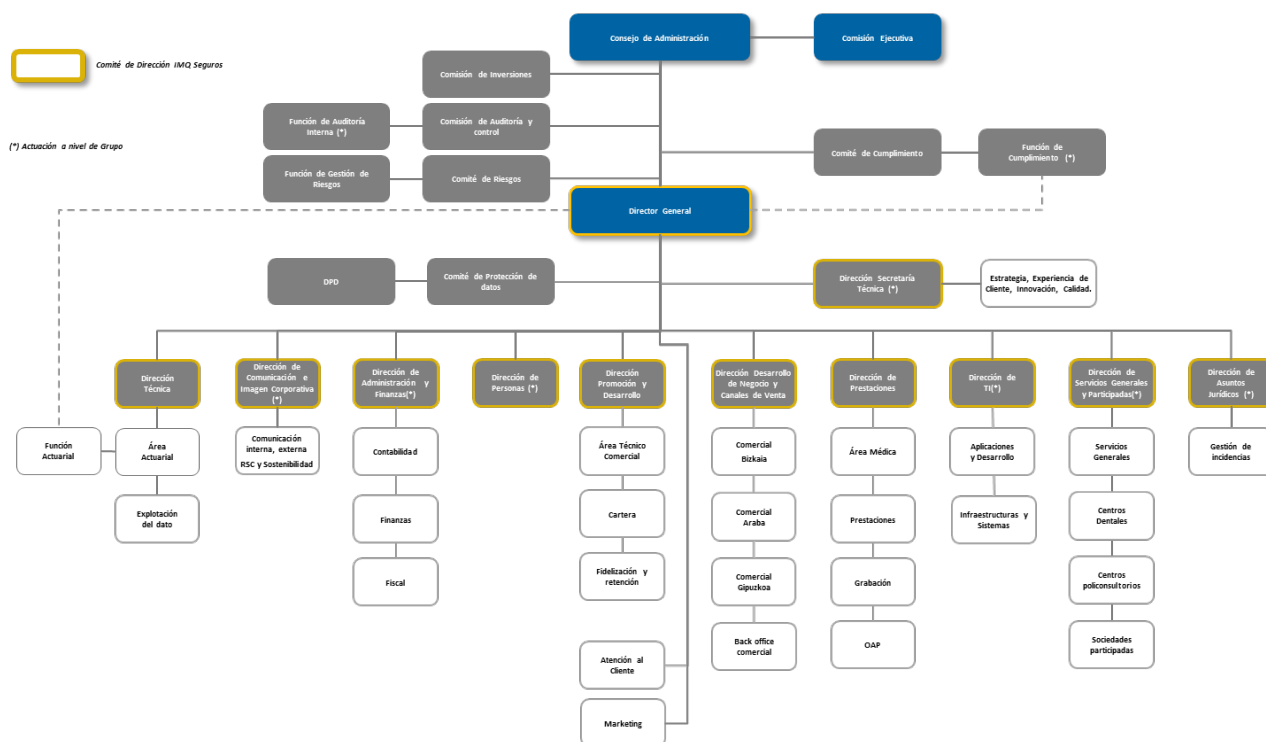 Consejo de Administración
Comisión Ejecutiva
Comité de Dirección IMQ Seguros
Comisión de Inversiones
Función de Auditoría
Interna (*)
Comisión de Auditoría y
control
(*) Actuación a nivel de Grupo
Comité de Cumplimiento
Función de
Cumplimiento (*)
Función de Gestión de
Riesgos
Comité de Riesgos
Director General
DPD
Comité de Protección de
datos
Dirección Secretaría
Técnica (*)
Estrategia, Experiencia de
Cliente, Innovación, Calidad.
Dirección
Técnica
Dirección de
Comunicación e
Imagen Corporativa
(*)
Dirección de
Administración y
Finanzas(*)
Dirección de
Personas (*)
Dirección
Promoción y
Desarrollo
Dirección Desarrollo
de Negocio y
Canales de Venta
Dirección de
Prestaciones
Dirección de
TI(*)
Dirección de
Servicios Generales
y Participadas(*)
Dirección de
Asuntos
Jurídicos (*)
Función
Actuarial
Área
Actuarial
Comunicación
interna, externa
RSC y Sostenibilidad
Contabilidad
Área Técnico
Comercial
Comercial
Bizkaia
Área Médica
Aplicaciones
y Desarrollo
Servicios
Generales
Gestión de
incidencias
Explotación
del dato
Finanzas
Cartera
Comercial
Araba
Prestaciones
Infraestructuras y
Sistemas
Centros
Dentales
Fiscal
Fidelización y
retención
Comercial
Gipuzkoa
Grabación
Centros
policonsultorios
Atención al
Cliente
Back office
comercial
OAP
Sociedades
participadas
Marketing